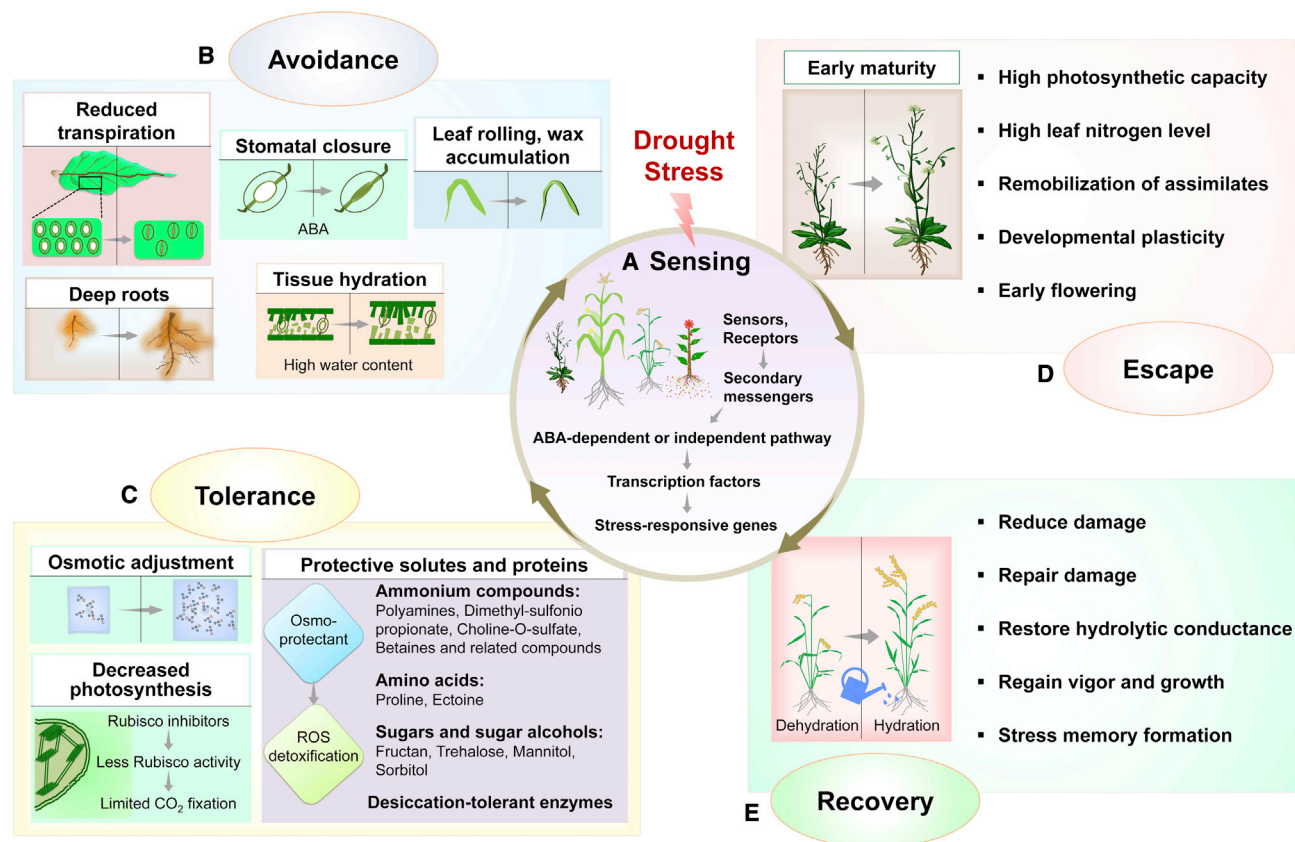 B
Avoidance
Reduced
transpiration
Stomatal closure
ABA
Leaf rolling, wax
accumulation
Deep roots
Tissue hydration
High water content
Drought
Stress
A Sensing
Sensors,
Receptors
Secondary
messengers
ABA-dependent or independent pathway
Transcription factors
Stress-responsive genes
Early maturity
▪ High photosynthetic capacity
▪ High leaf nitrogen level
▪ Remobilization of assimilates
▪ Developmental plasticity
▪ Early flowering
D
Escape
C
Tolerance
Osmotic adjustment
Decreased
photosynthesis
Rubisco inhibitors
Less Rubisco activity
Limited CO₂ fixation
Protective solutes and proteins
Osmo-
protectant
ROS
detoxification
Ammonium compounds:
Polyamines, Dimethyl-sulfonio
propionate, Choline-O-sulfate,
Betaines and related compounds
Amino acids:
Proline, Ectoine
Sugars and sugar alcohols:
Fructan, Trehalose, Mannitol,
Sorbitol
Desiccation-tolerant enzymes
Dehydration
Hydration
▪ Reduce damage
▪ Repair damage
▪ Restore hydrolytic conductance
▪ Regain vigor and growth
▪ Stress memory formation
E
Recovery